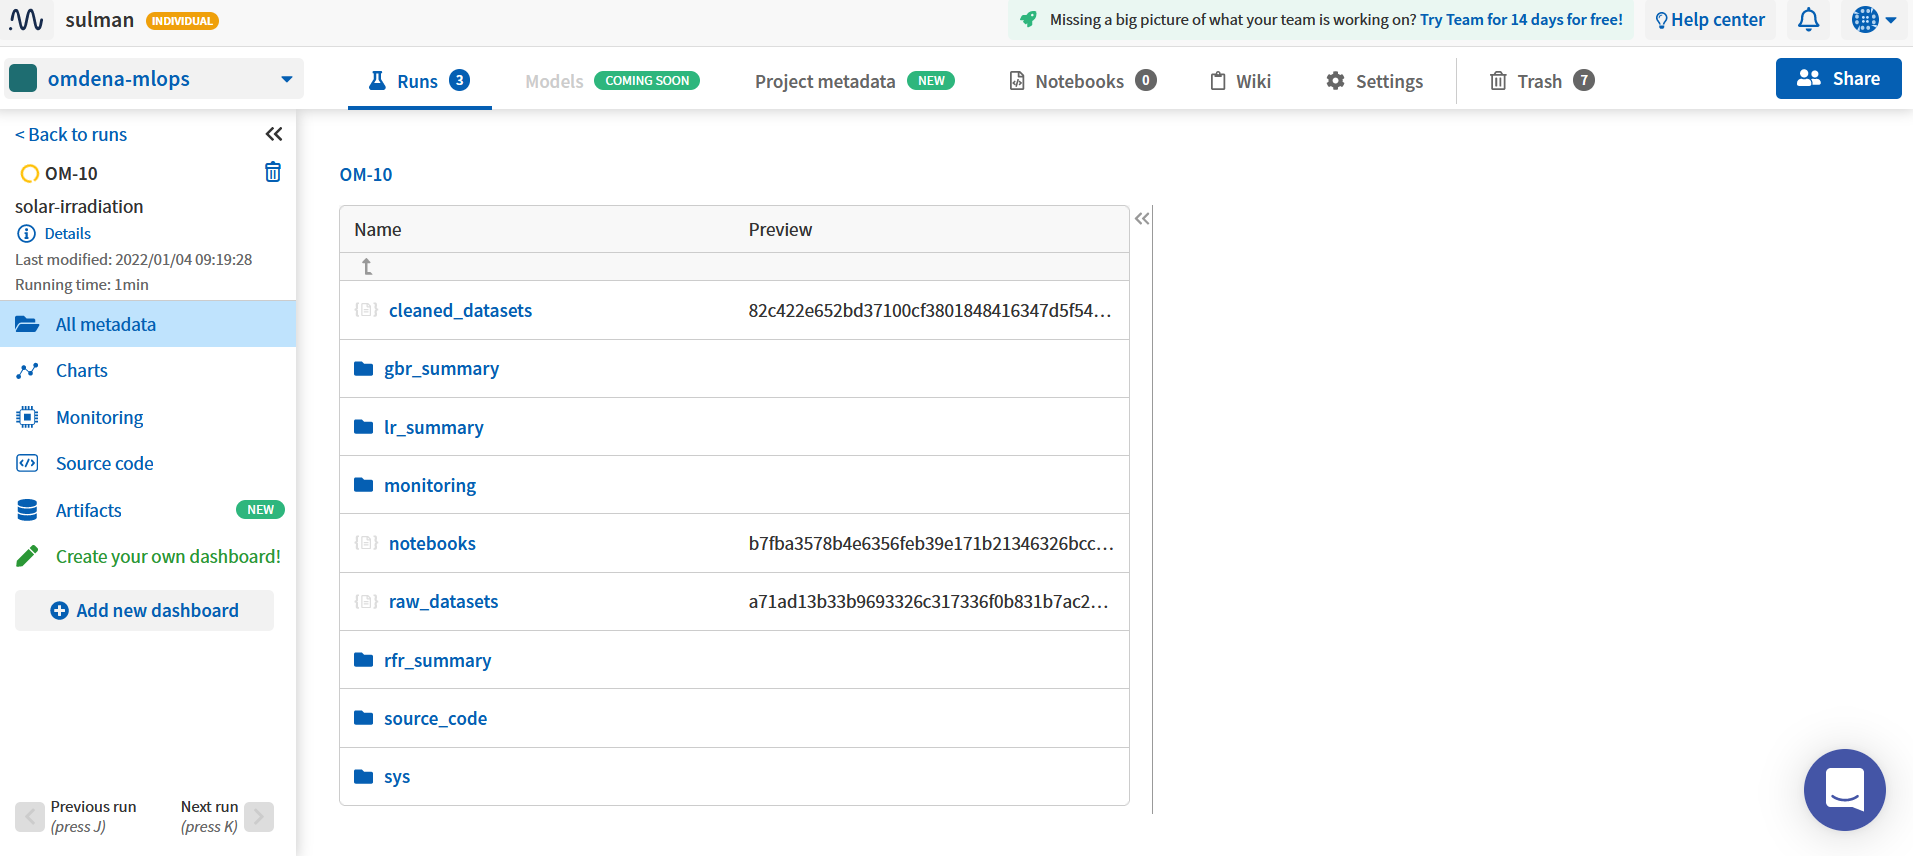 sulman INDIVIDUAL
Missing a big picture of what your team is working on? Try Team for 14 days for free!
Help center
omdena-mlops
Runs 3
Models COMING SOON
Project metadata NEW
Notebooks 0
Wiki
Settings
Trash 7
Share
< Back to runs
OM-10
solar-irradiation
Details
Last modified: 2022/01/04 09:19:28
Running time: 1min
All metadata
Charts
Monitoring
Source code
Artifacts NEW
Create your own dashboard!
Add new dashboard
Previous run
(press J)
Next run
(press K)
OM-10
Name Preview
cleaned_datasets 82c422e652bd37100cf3801848416347d5f54...
gbr_summary
lr_summary
monitoring
notebooks b7fba3578b4e6356feb39e171b21346326bcc...
raw_datasets a71ad13b33b9693326c317336f0b831b7ac2...
rfr_summary
source_code
sys